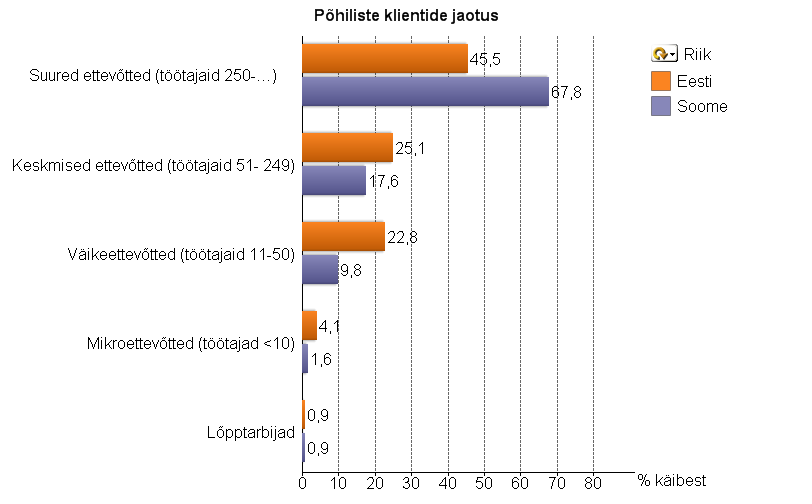 Põhiliste klientide jaotus
Riik
Eesti
Soome
Suured ettevõtted (töötajaid 250-...)
45,5
67,8
Keskmised ettevõtted (töötajaid 51- 249)
25,1
17,6
Väikeettevõtted (töötajaid 11-50)
22,8
9,8
Mikroettevõtted (töötajad <10)
4,1
1,6
Lõpptarbijad
0,9
0,9
0 10 20 30 40 50 60 70 80 % käibest